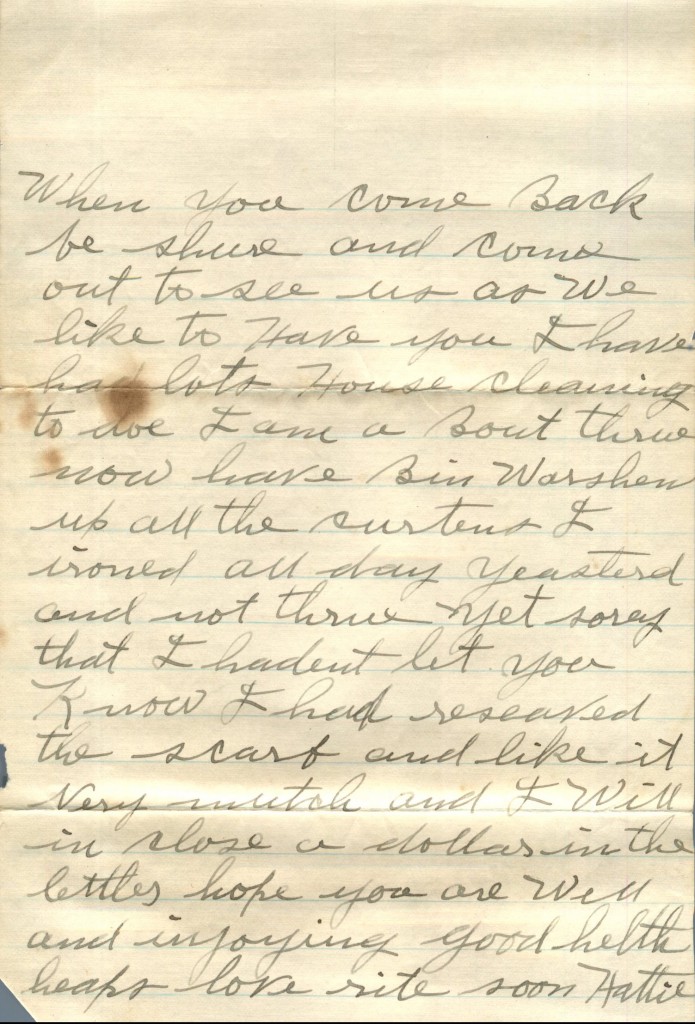 When you come Back
be shure and come
out to see us as We
like to Have you I have
had lots House cleaning
to doe I am a Bout thrue
now have Bin Warshen
up all the curtens I
ironed all day Yeasterd
and not thrue Yet sorey
that I hadent let you
Know I had reseaved
the scarf and like it
Very mutch and I Will
in close a dollar in the
letter hope you are Well
and injoying good helth
heaps love rite soon Hattie